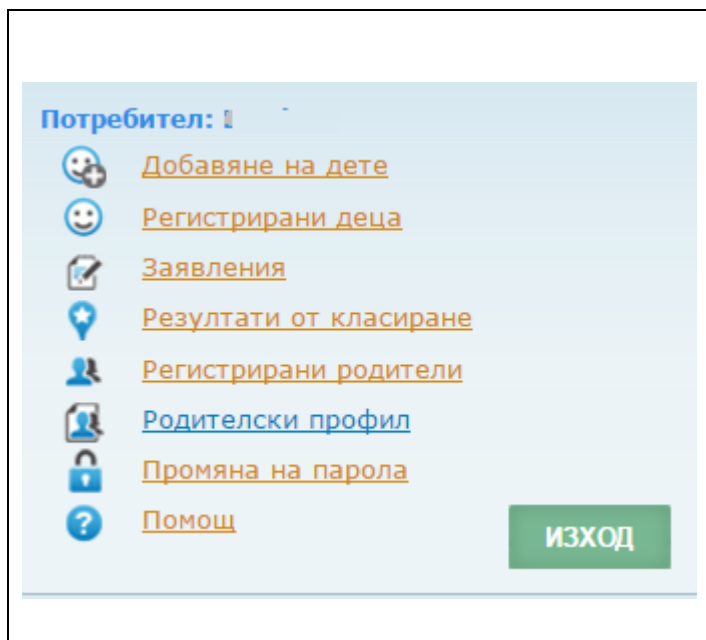 Потребител:
Добавяне на дете
Регистрирани деца
Заявления
Резултати от класиране
Регистрирани родители
Родителски профил
Промяна на парола
Помощ
ИЗХОД